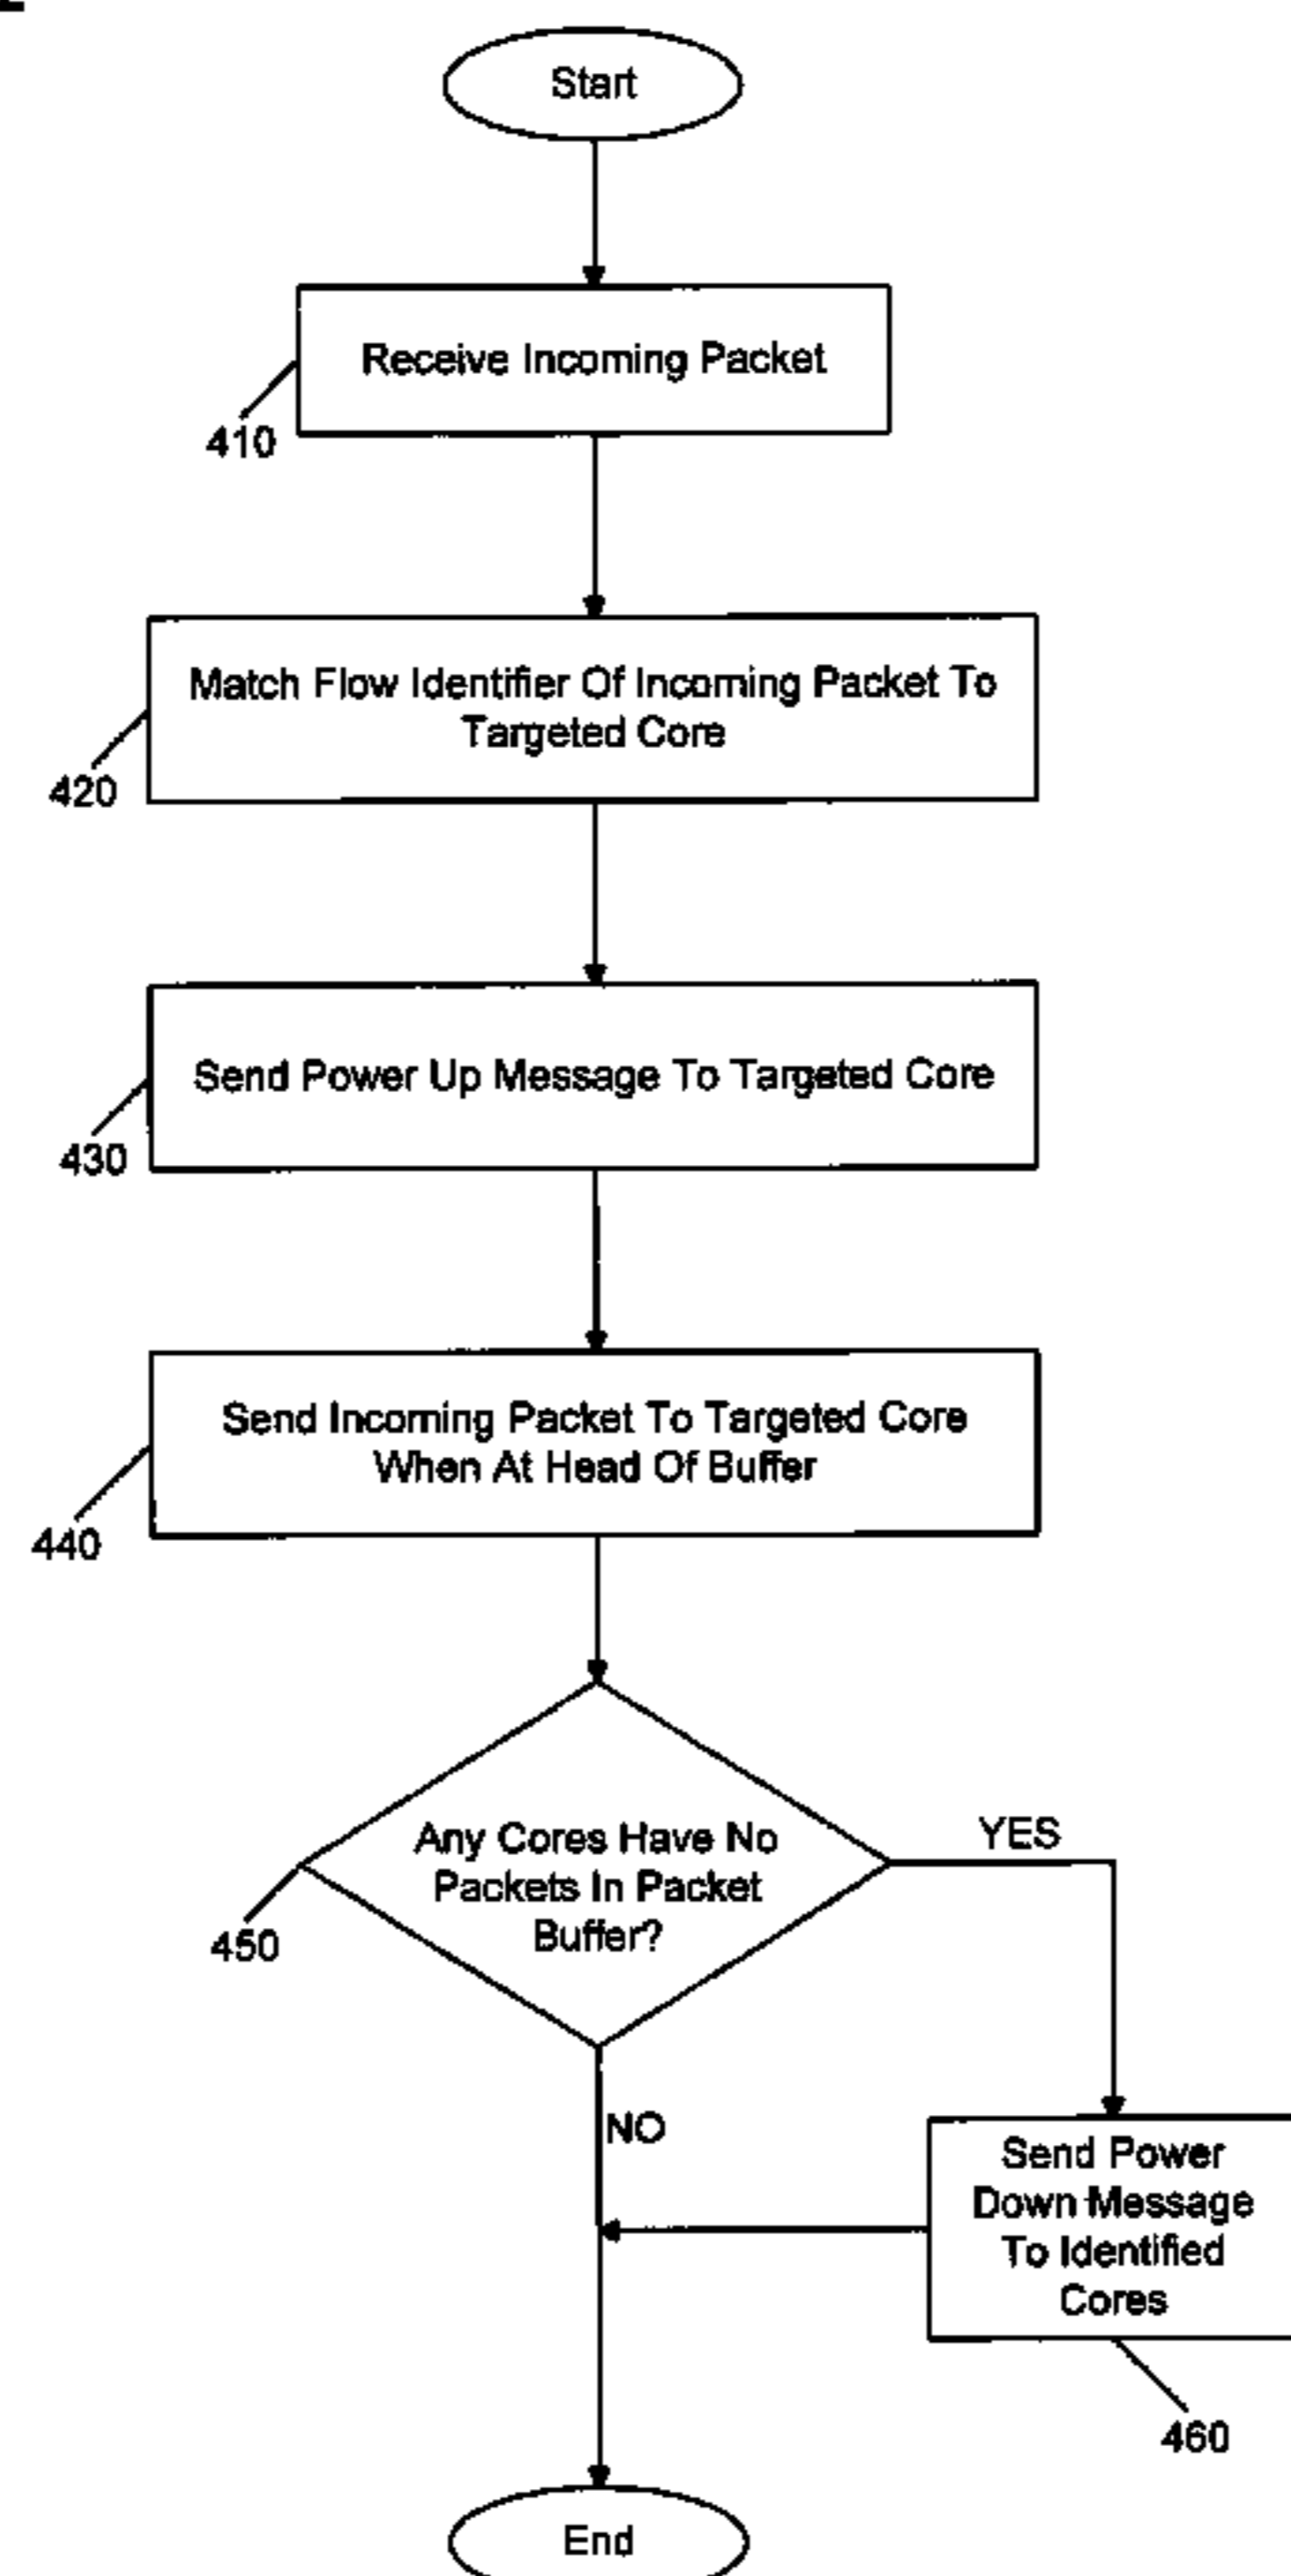 Start
Receive Incoming Packet
410
Match Flow Identifier Of Incoming Packet To
Targeted Core
420
Send Power Up Message To Targeted Core
430
Send Incoming Packet To Targeted Core
When At Head Of Buffer
440
Any Cores Have No
Packets In Packet
Buffer?
450
YES
NO
Send Power
Down Message
To Identified
Cores
460
End